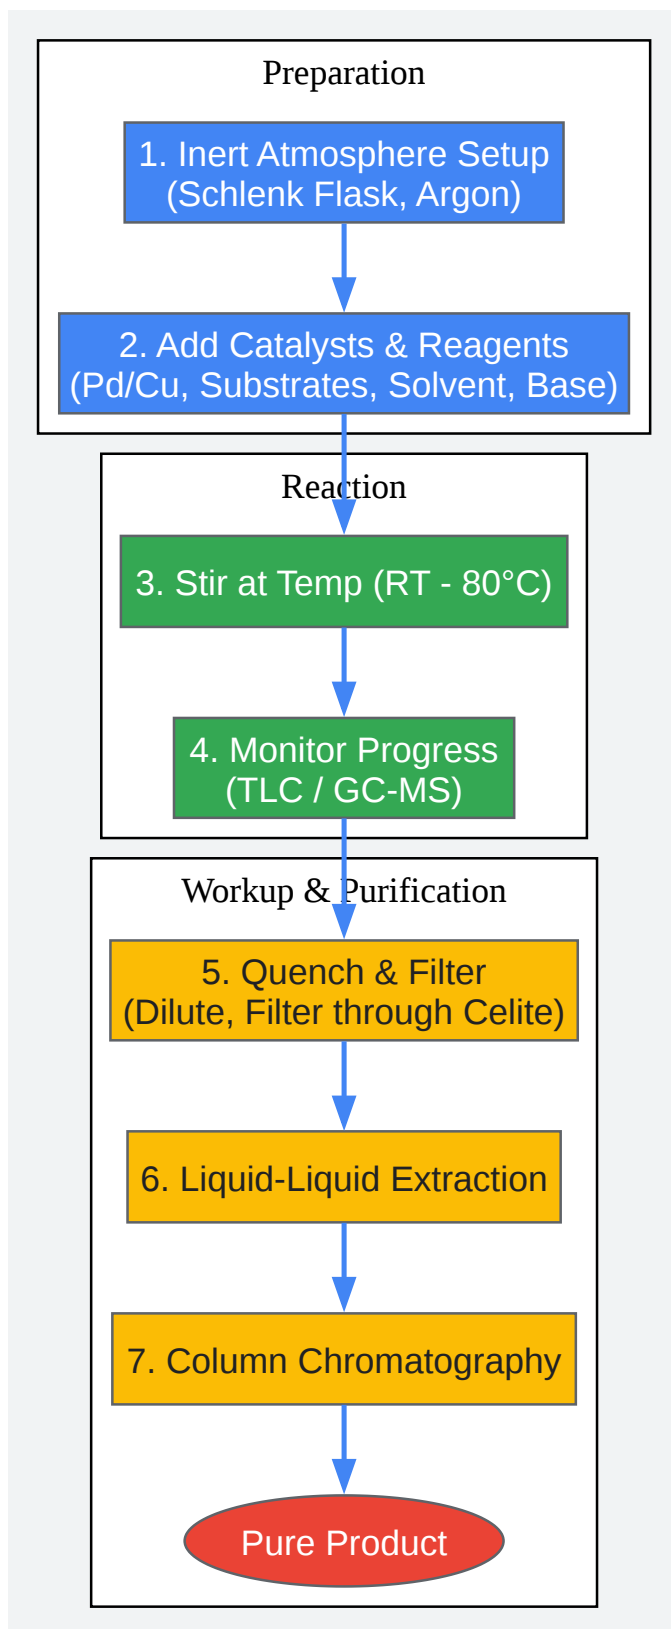 Preparation
1. Inert Atmosphere Setup
(Schlenk Flask, Argon)
2. Add Catalysts & Reagents
(Pd/Cu, Substrates, Solvent, Base)
Reaction
3. Stir at Temp (RT - 80°C)
4. Monitor Progress
(TLC / GC-MS)
Workup & Purification
5. Quench & Filter
(Dilute, Filter through Celite)
6. Liquid-Liquid Extraction
7. Column Chromatography
Pure Product